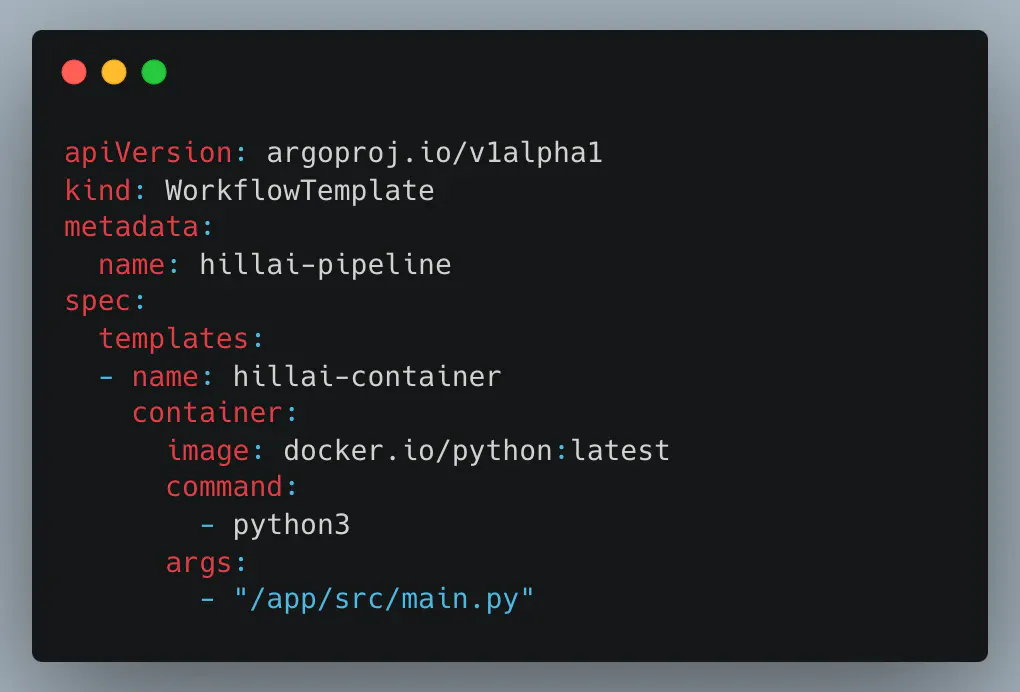 apiVersion: argoproj.io/v1alpha1
kind: WorkflowTemplate
metadata:
  name: hillai-pipeline
spec:
  templates:
  - name: hillai-container
    container:
      image: docker.io/python:latest
      command:
        - python3
      args:
        - "/app/src/main.py"